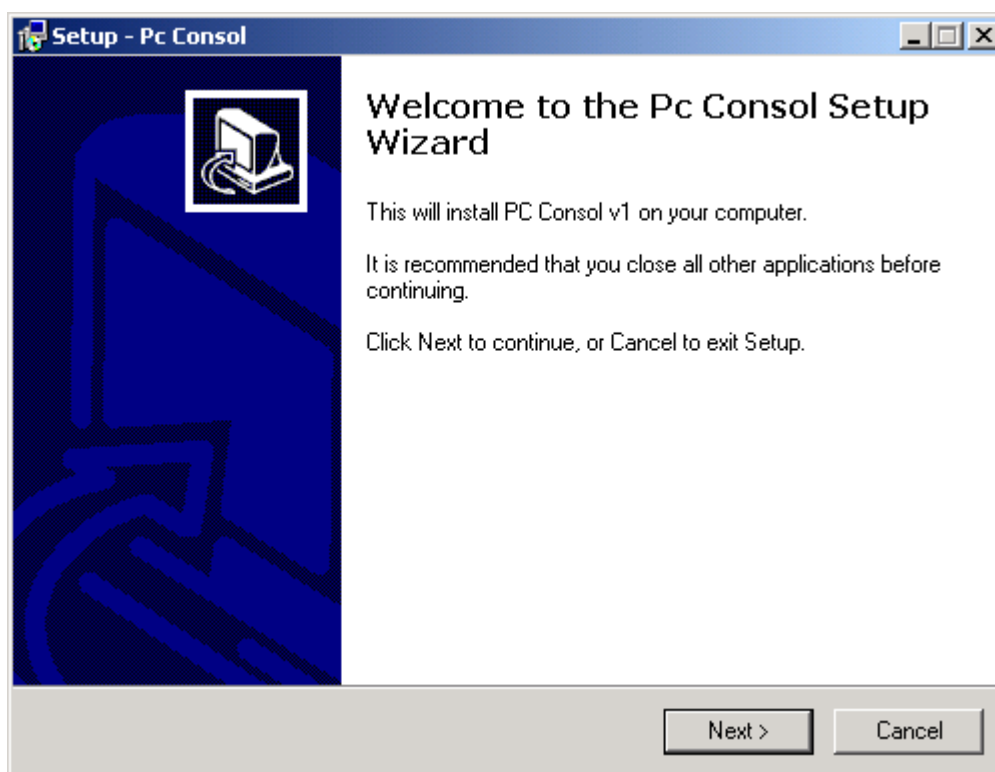 Setup - Pc Consol
Welcome to the Pc Consol Setup
Wizard
This will install PC Consol v1 on your computer.
It is recommended that you close all other applications before
continuing.
Click Next to continue, or Cancel to exit Setup.
Next >
Cancel